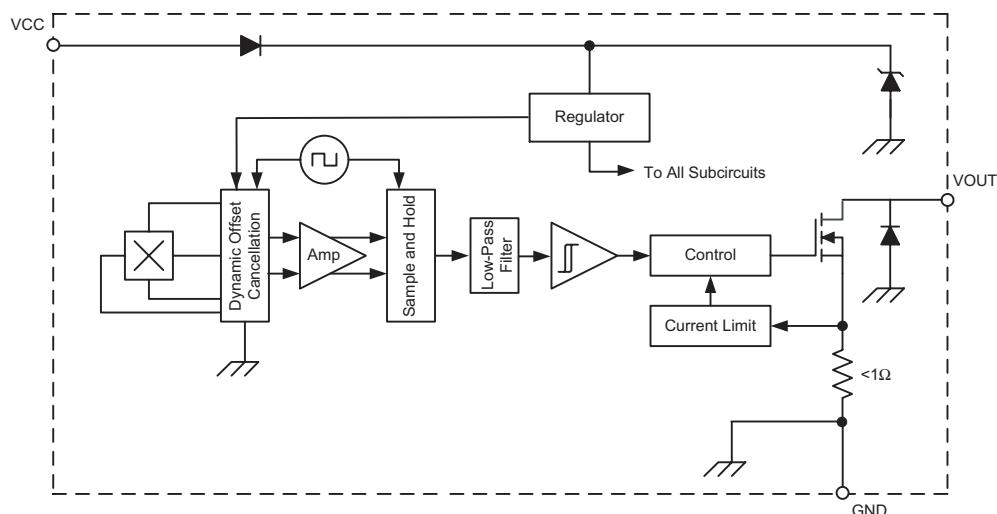 VCC
Regulator
To All Subcircuits
VOUT
Dynamic Offset
Cancellation
Amp
Sample and Hold
Low-Pass
Filter
Control
Current Limit
<1Ω
GND